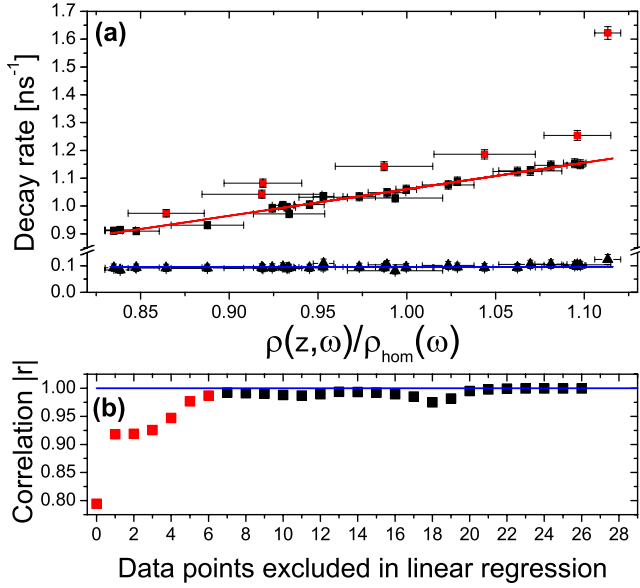 (a)
Decay rate [ns⁻¹]
1.7
1.6
1.5
1.4
1.3
1.2
1.1
1.0
0.9
0.1
0.0
0.85 0.90 0.95 1.00 1.05 1.10
ρ(z,ω)/ρhom(ω)
(b)
Correlation |r|
1.00
0.95
0.90
0.85
0.80
0 2 4 6 8 10 12 14 16 18 20 22 24 26 28
Data points excluded in linear regression